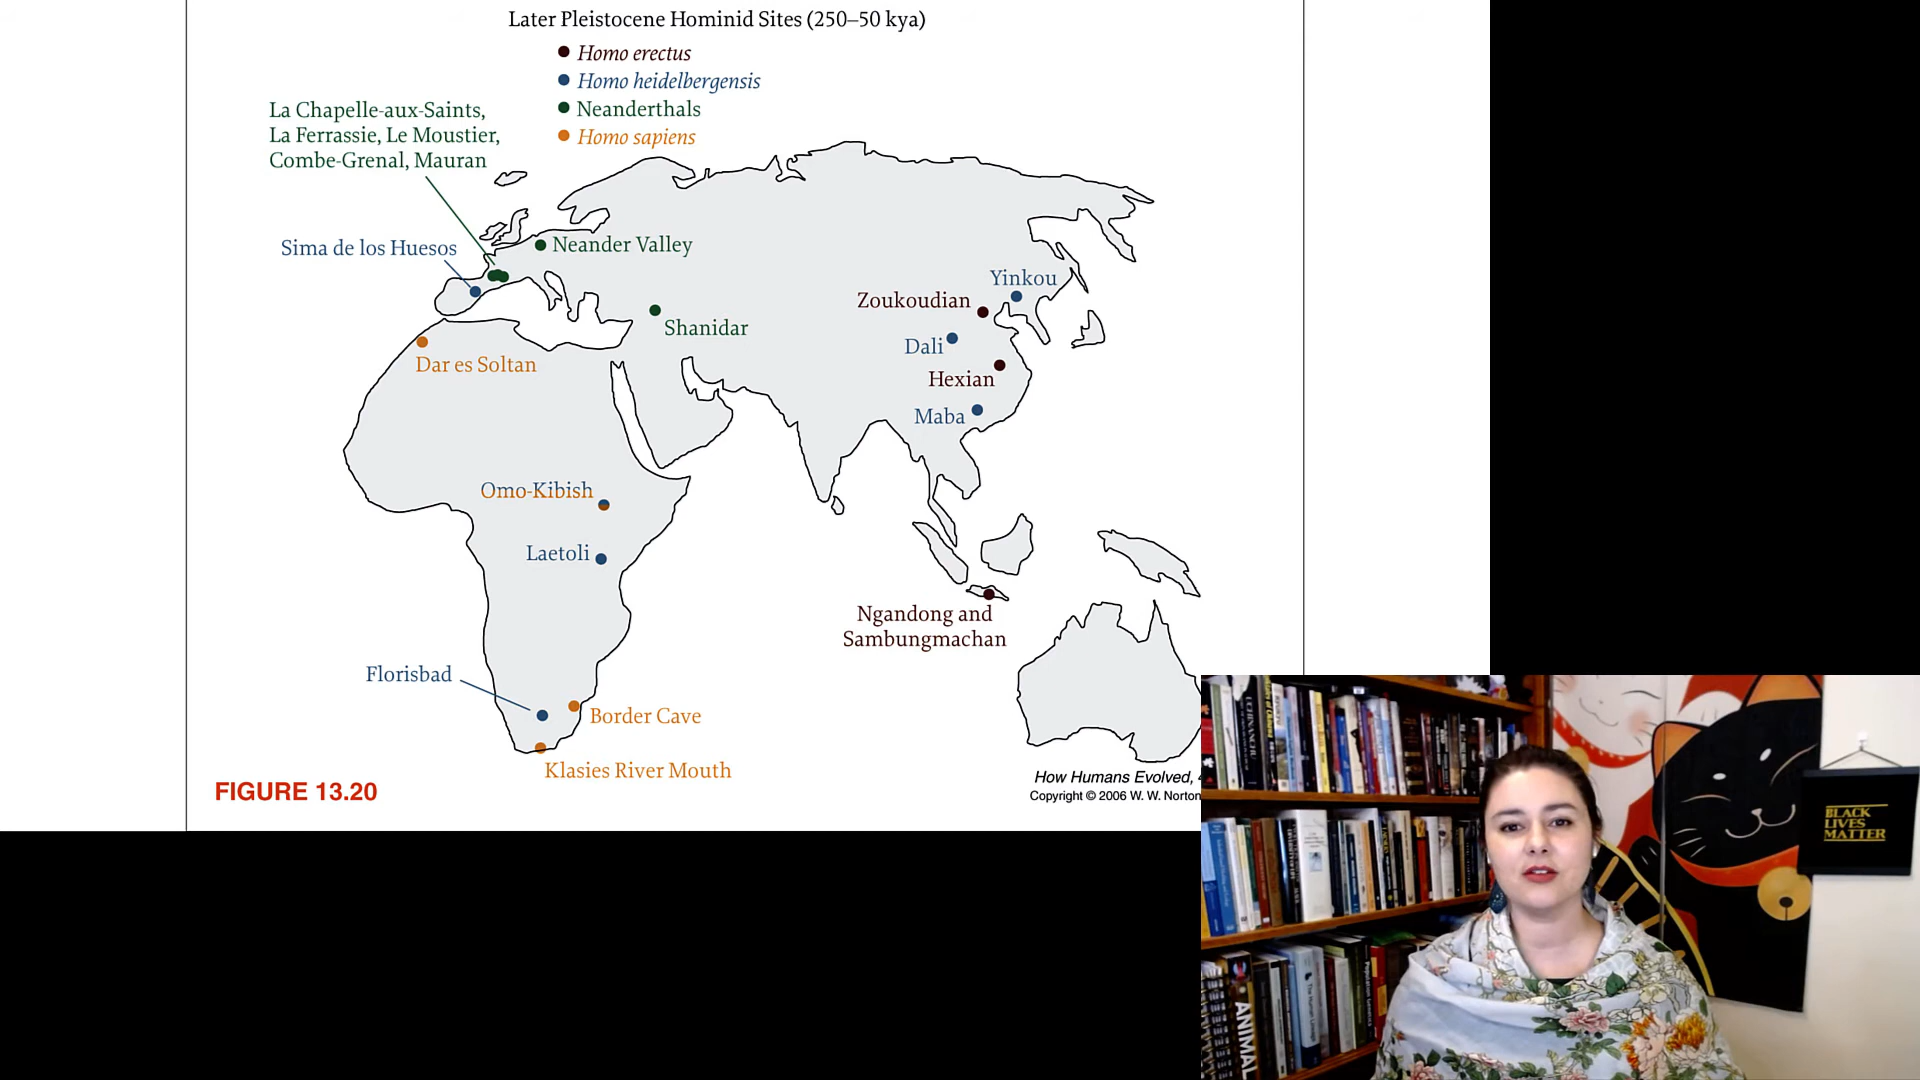 Later Pleistocene Hominid Sites (250–50 kya)
Homo erectus
Homo heidelbergensis
Neanderthals
Homo sapiens
La Chapelle-aux-Saints,
La Ferrassie, Le Moustier,
Combe-Grenal, Mauran
Sima de los Huesos
Neander Valley
Shanidar
Dar es Soltan
Yinkou
Zoukoudian
Dali
Hexian
Maba
Omo-Kibish
Laetoli
Ngandong and
Sambungmachan
Florisbad
Border Cave
Klasies River Mouth
FIGURE 13.20
How Humans Evolved,
Copyright © 2006 W. W. Norton
BLACK
LIVES
MATTER
ANIMAL